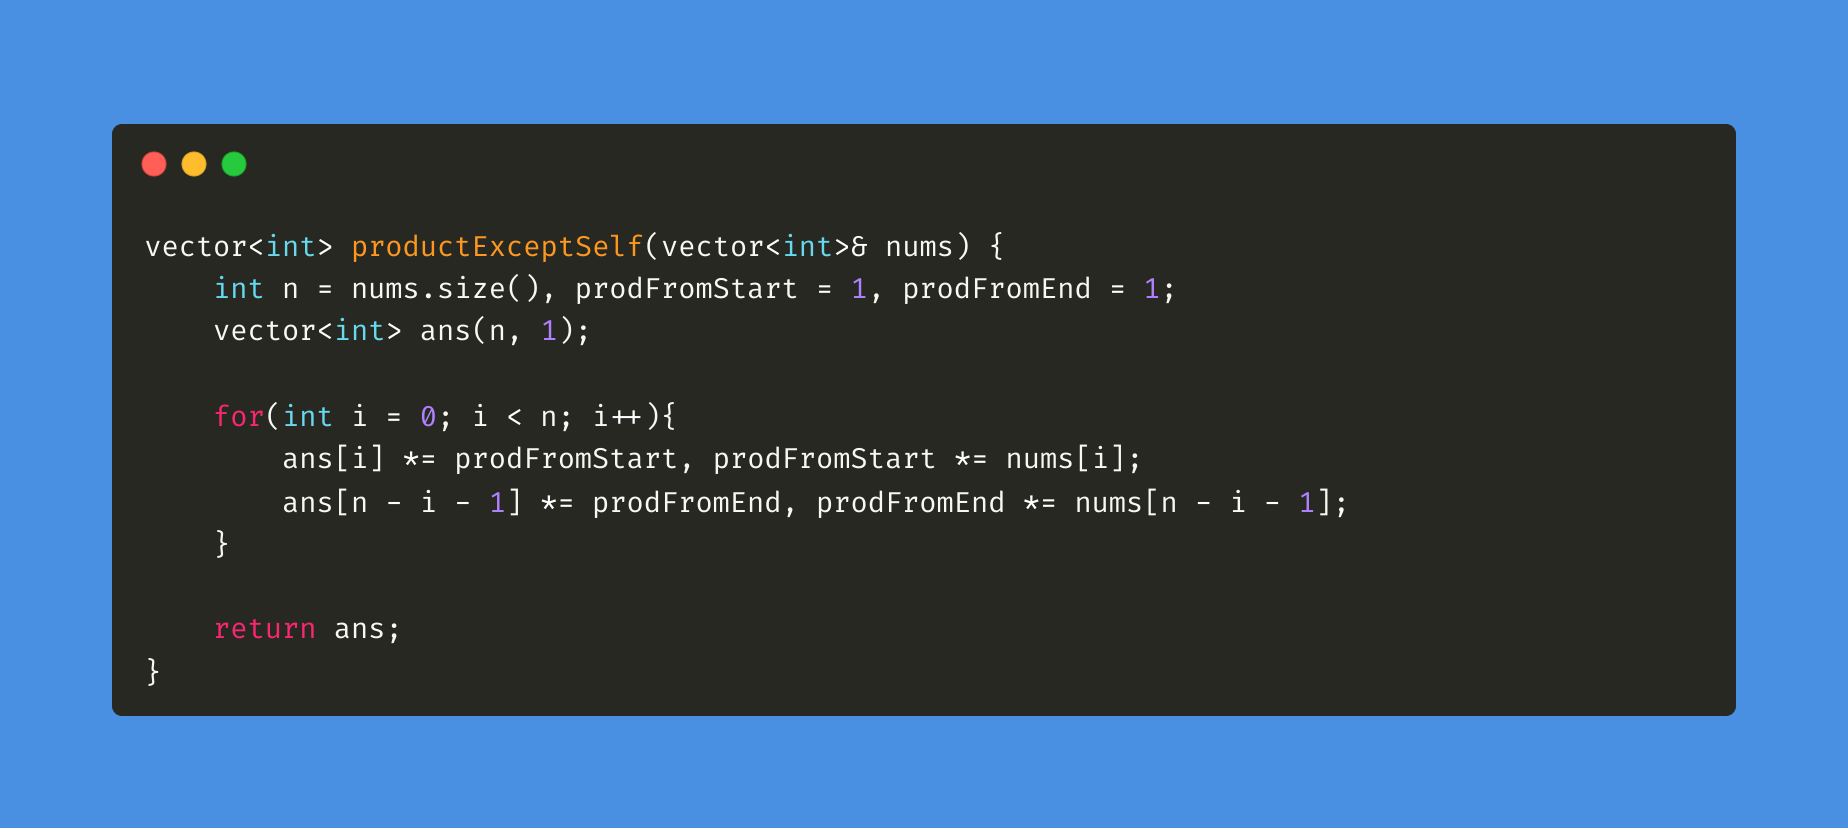 vector<int> productExceptSelf(vector<int>& nums) {
    int n = nums.size(), prodFromStart = 1, prodFromEnd = 1;
    vector<int> ans(n, 1);

    for(int i = 0; i < n; i++){
        ans[i] *= prodFromStart, prodFromStart *= nums[i];
        ans[n - i - 1] *= prodFromEnd, prodFromEnd *= nums[n - i - 1];
    }

    return ans;
}